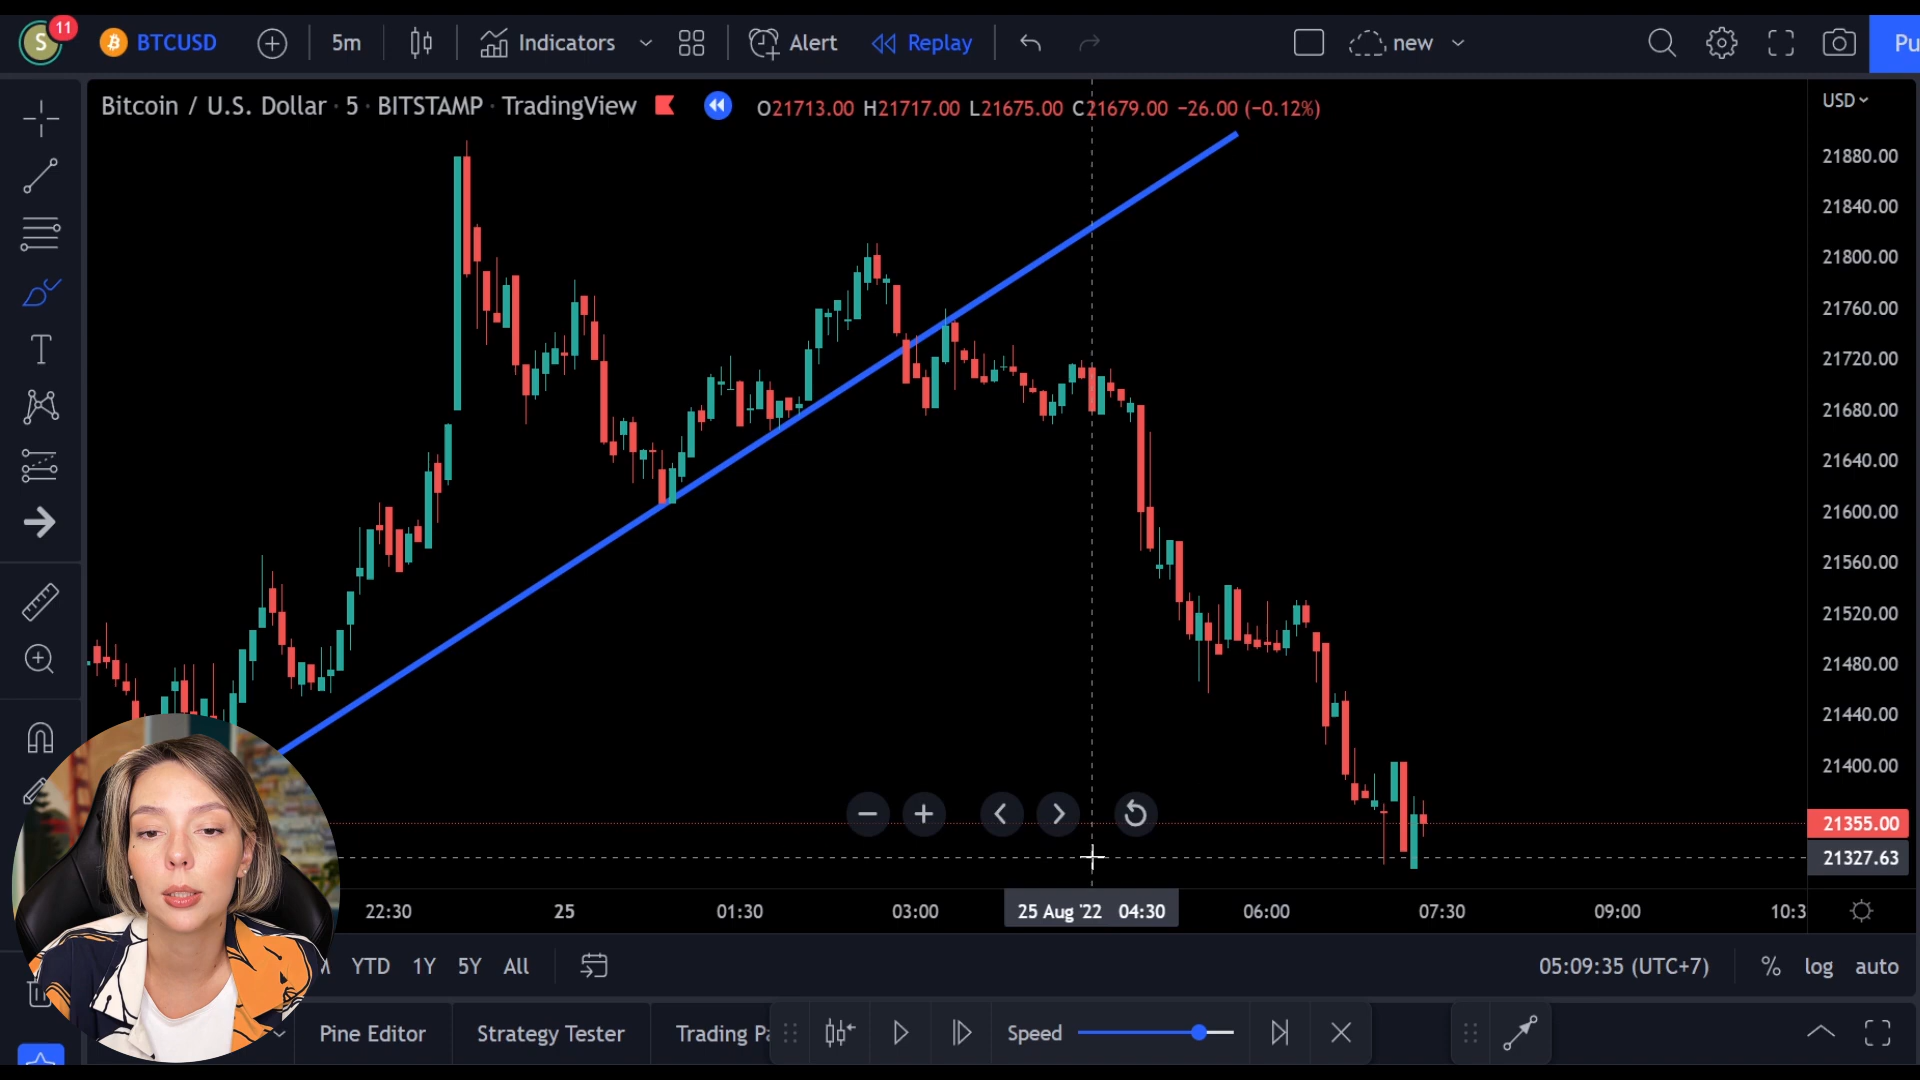 S 11 BTCUSD 5m Indicators Alert Replay new Pu
Bitcoin / U.S. Dollar · 5 · BITSTAMP · TradingView O21713.00 H21717.00 L21675.00 C21679.00 −26.00 (−0.12%)
USD
21880.00
21840.00
21800.00
21760.00
21720.00
21680.00
21640.00
21600.00
21560.00
21520.00
21480.00
21440.00
21400.00
21355.00
21327.63
22:30 25 01:30 03:00 25 Aug '22 04:30 06:00 07:30 09:00 10:3
YTD 1Y 5Y All 05:09:35 (UTC+7) % log auto
Pine Editor Strategy Tester Trading Pa Speed